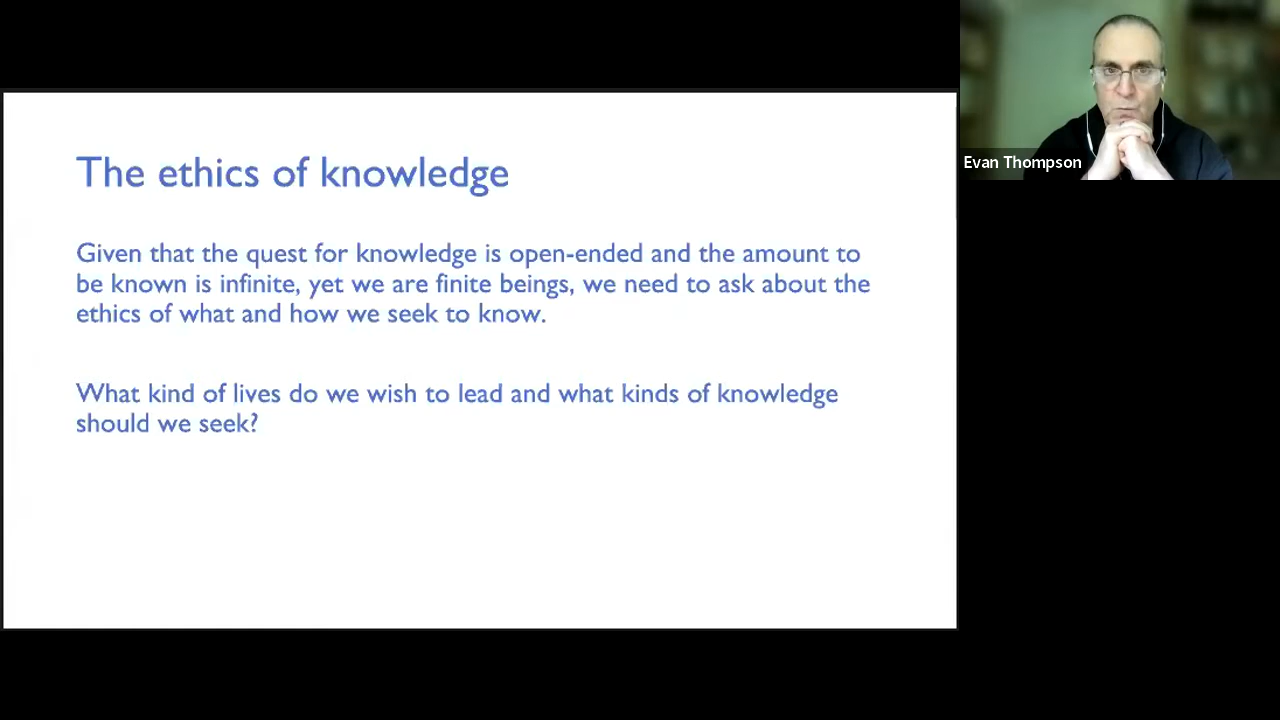 The ethics of knowledge
Given that the quest for knowledge is open-ended and the amount to
be known is infinite, yet we are finite beings, we need to ask about the
ethics of what and how we seek to know.
What kind of lives do we wish to lead and what kinds of knowledge
should we seek?
Evan Thompson